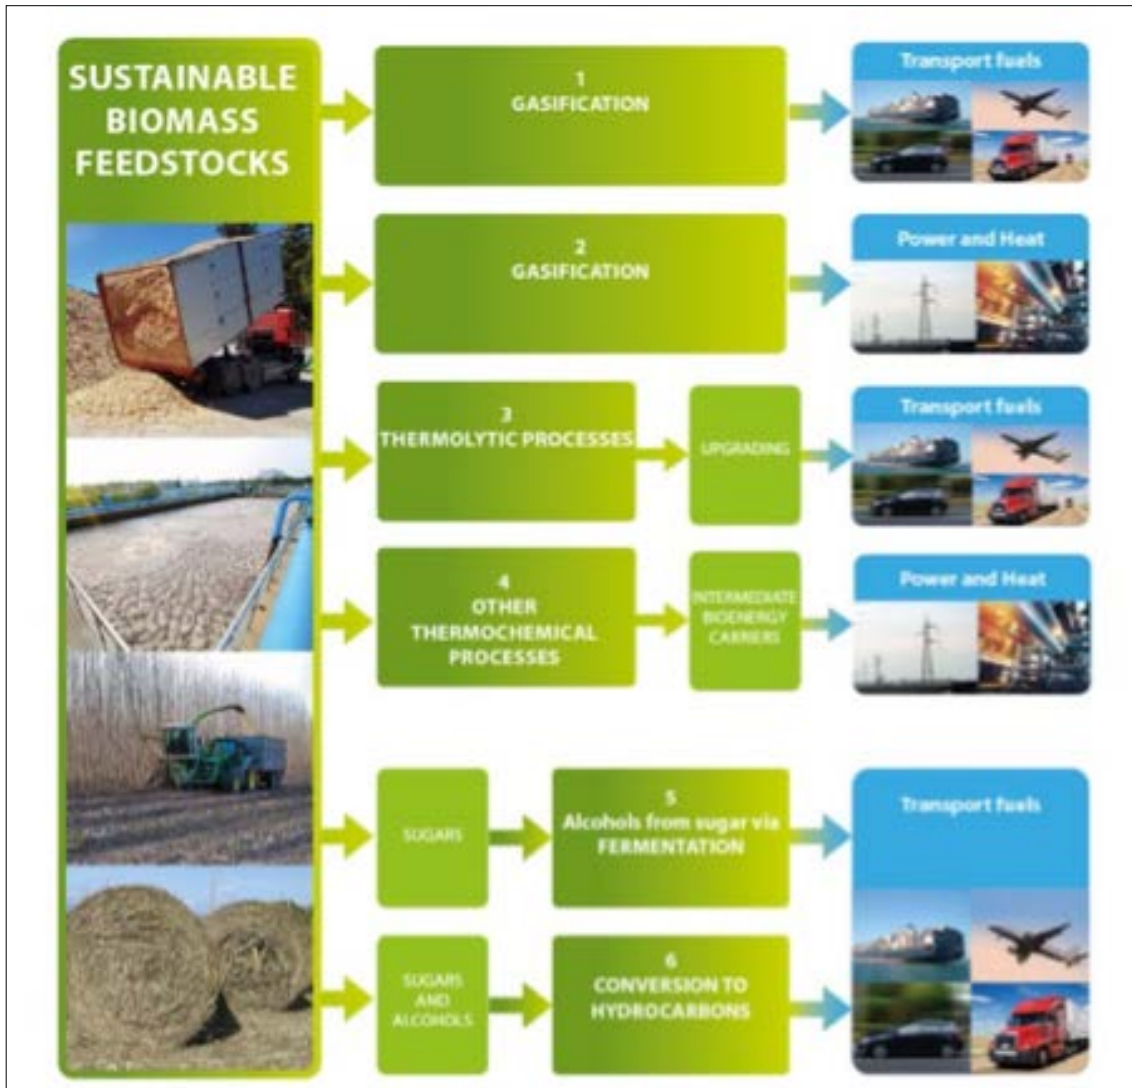 SUSTAINABLE
BIOMASS
FEEDSTOCKS
1
GASIFICATION
Transport fuels
2
GASIFICATION
Power and Heat
3
THERMOLYTIC PROCESSES
UPGRADING
Transport fuels
4
OTHER
THERMOCHEMICAL
PROCESSES
INTERMEDIATE
BIOENERGY
CARRIERS
Power and Heat
SUGARS
5
Alcohols from sugar via
FERMENTATION
Transport fuels
SUGARS
AND
ALCOHOLS
6
CONVERSION TO
HYDROCARBONS